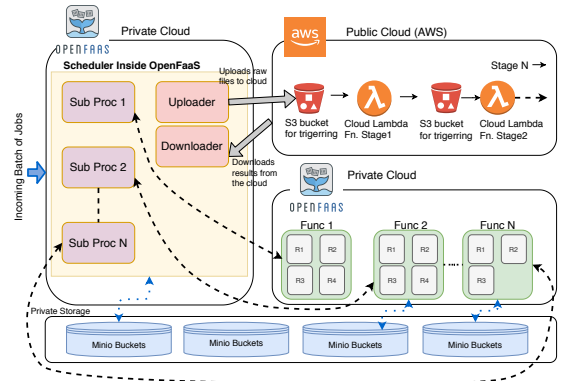 Private Cloud
OPENFAAS
Scheduler Inside OpenFaaS
Incoming Batch of Jobs
Sub Proc 1
Sub Proc 2
Sub Proc N
Uploader
Downloader
Uploads raw
files to cloud
Downloads
results from
the cloud
aws
Public Cloud (AWS)
Stage N
S3 bucket
for trigerring
Cloud Lambda
Fn. Stage1
S3 bucket
for trigerring
Cloud Lambda
Fn. Stage2
Private Cloud
OPENFAAS
Func 1
R1
R2
R3
R4
Func 2
R1
R2
R3
R4
Func N
R1
R2
R3
Private Storage
Minio Buckets
Minio Buckets
Minio Buckets
Minio Buckets